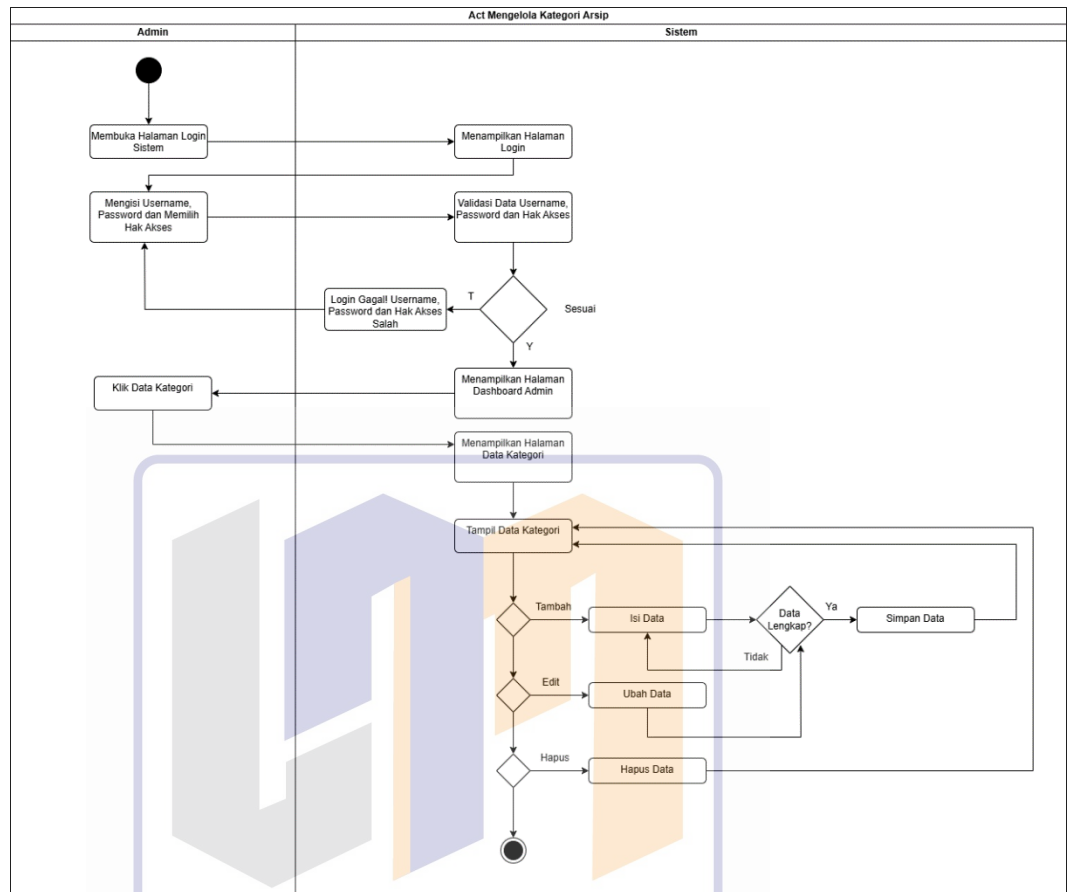 Act Mengelola Kategori Arsip
Admin
Sistem
Membuka Halaman Login
Sistem
Menampilkan Halaman
Login
Mengisi Username,
Password dan Memilih
Hak Akses
Validasi Data Username,
Password dan Hak Akses
Login Gagal! Username,
Password dan Hak Akses
Salah
T
Sesuai
Y
Klik Data Kategori
Menampilkan Halaman
Dashboard Admin
Menampilkan Halaman
Data Kategori
Tampil Data Kategori
Tambah
Isi Data
Data
Lengkap?
Ya
Simpan Data
Tidak
Edit
Ubah Data
Hapus
Hapus Data